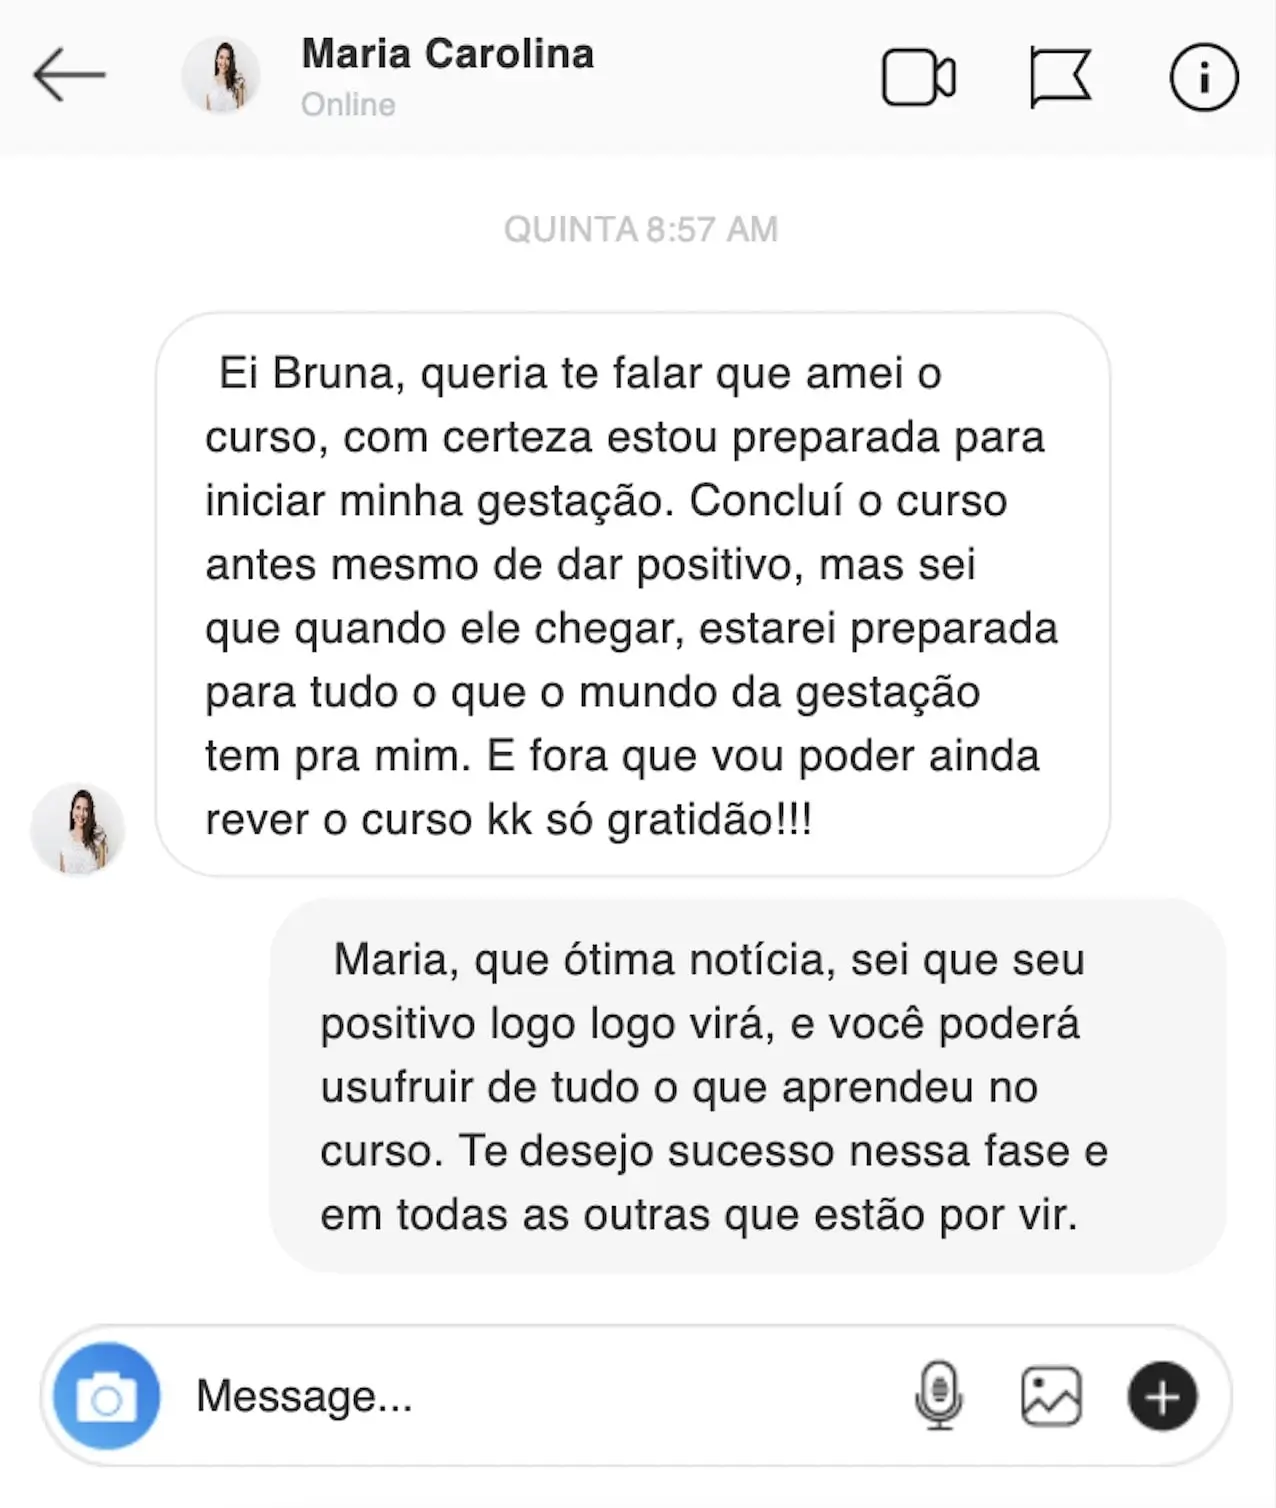 Maria Carolina
Online
QUINTA 8:57 AM
Ei Bruna, queria te falar que amei o
curso, com certeza estou preparada para
iniciar minha gestação. Concluí o curso
antes mesmo de dar positivo, mas sei
que quando ele chegar, estarei preparada
para tudo o que o mundo da gestação
tem pra mim. E fora que vou poder ainda
rever o curso kk só gratidão!!!
Maria, que ótima notícia, sei que seu
positivo logo logo virá, e você poderá
usufruir de tudo o que aprendeu no
curso. Te desejo sucesso nessa fase e
em todas as outras que estão por vir.
Message...